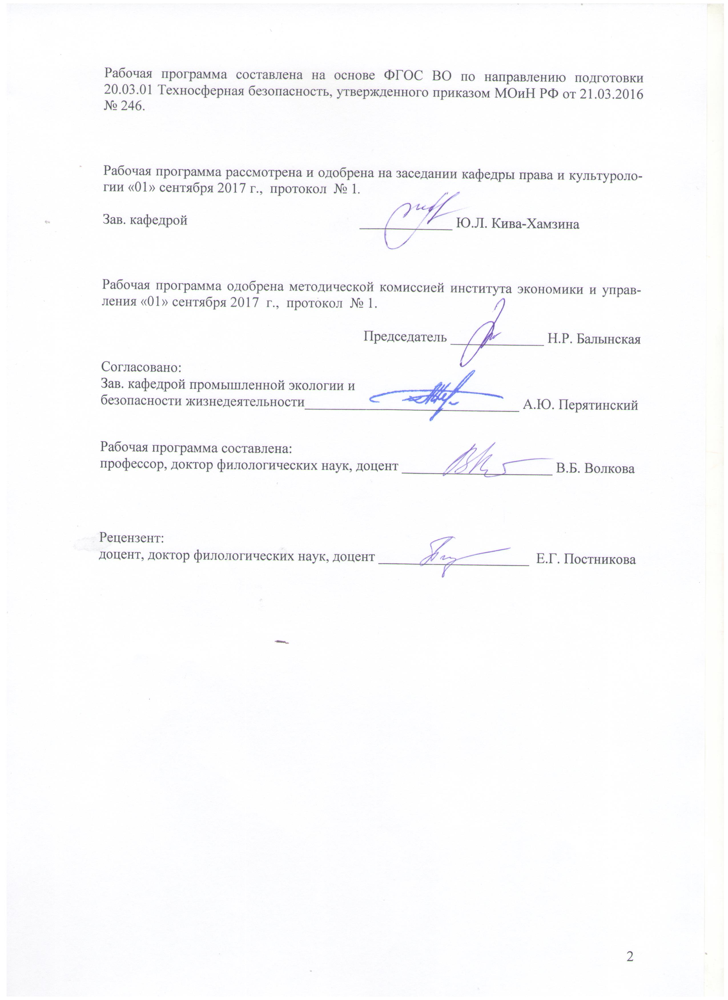 Рабочая программа составлена на основе ФГОС ВО по направлению подготовки
20.03.01 Техносферная безопасность, утвержденного приказом МОиН РФ от 21.03.2016
№ 246.
Рабочая программа рассмотрена и одобрена на заседании кафедры права и культуроло-
гии «01» сентября 2017 г., протокол № 1.
Зав. кафедрой _____________ Ю.Л. Кива-Хамзина
Рабочая программа одобрена методической комиссией института экономики и управ-
ления «01» сентября 2017 г., протокол № 1.
Председатель _____________ Н.Р. Балынская
Согласовано:
Зав. кафедрой промышленной экологии и
безопасности жизнедеятельности______________________________ А.Ю. Перятинский
Рабочая программа составлена:
профессор, доктор филологических наук, доцент _____________________ В.Б. Волкова
Рецензент:
доцент, доктор филологических наук, доцент _____________________ Е.Г. Постникова
2